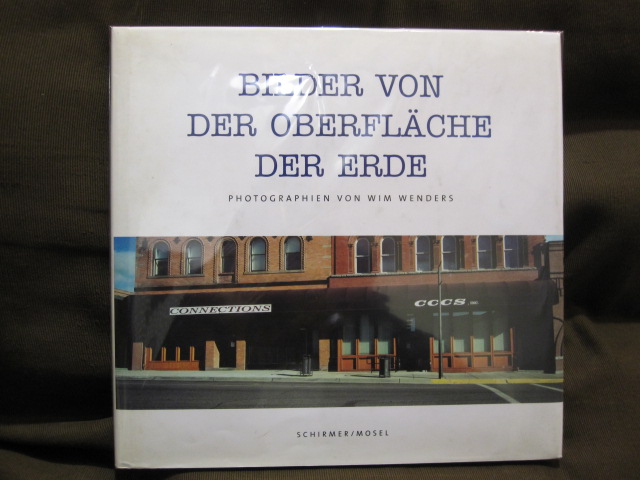 BILDER VON
DER OBERFLÄCHE
DER ERDE
PHOTOGRAPHIEN VON WIM WENDERS
CONNECTIONS
CCCS
SCHIRMER/MOSEL